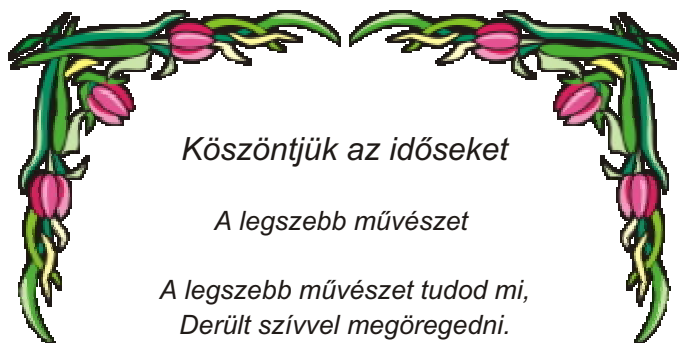 Köszöntjük az időseket
A legszebb művészet
A legszebb művészet tudod mi,
Derült szívvel megöregedni.